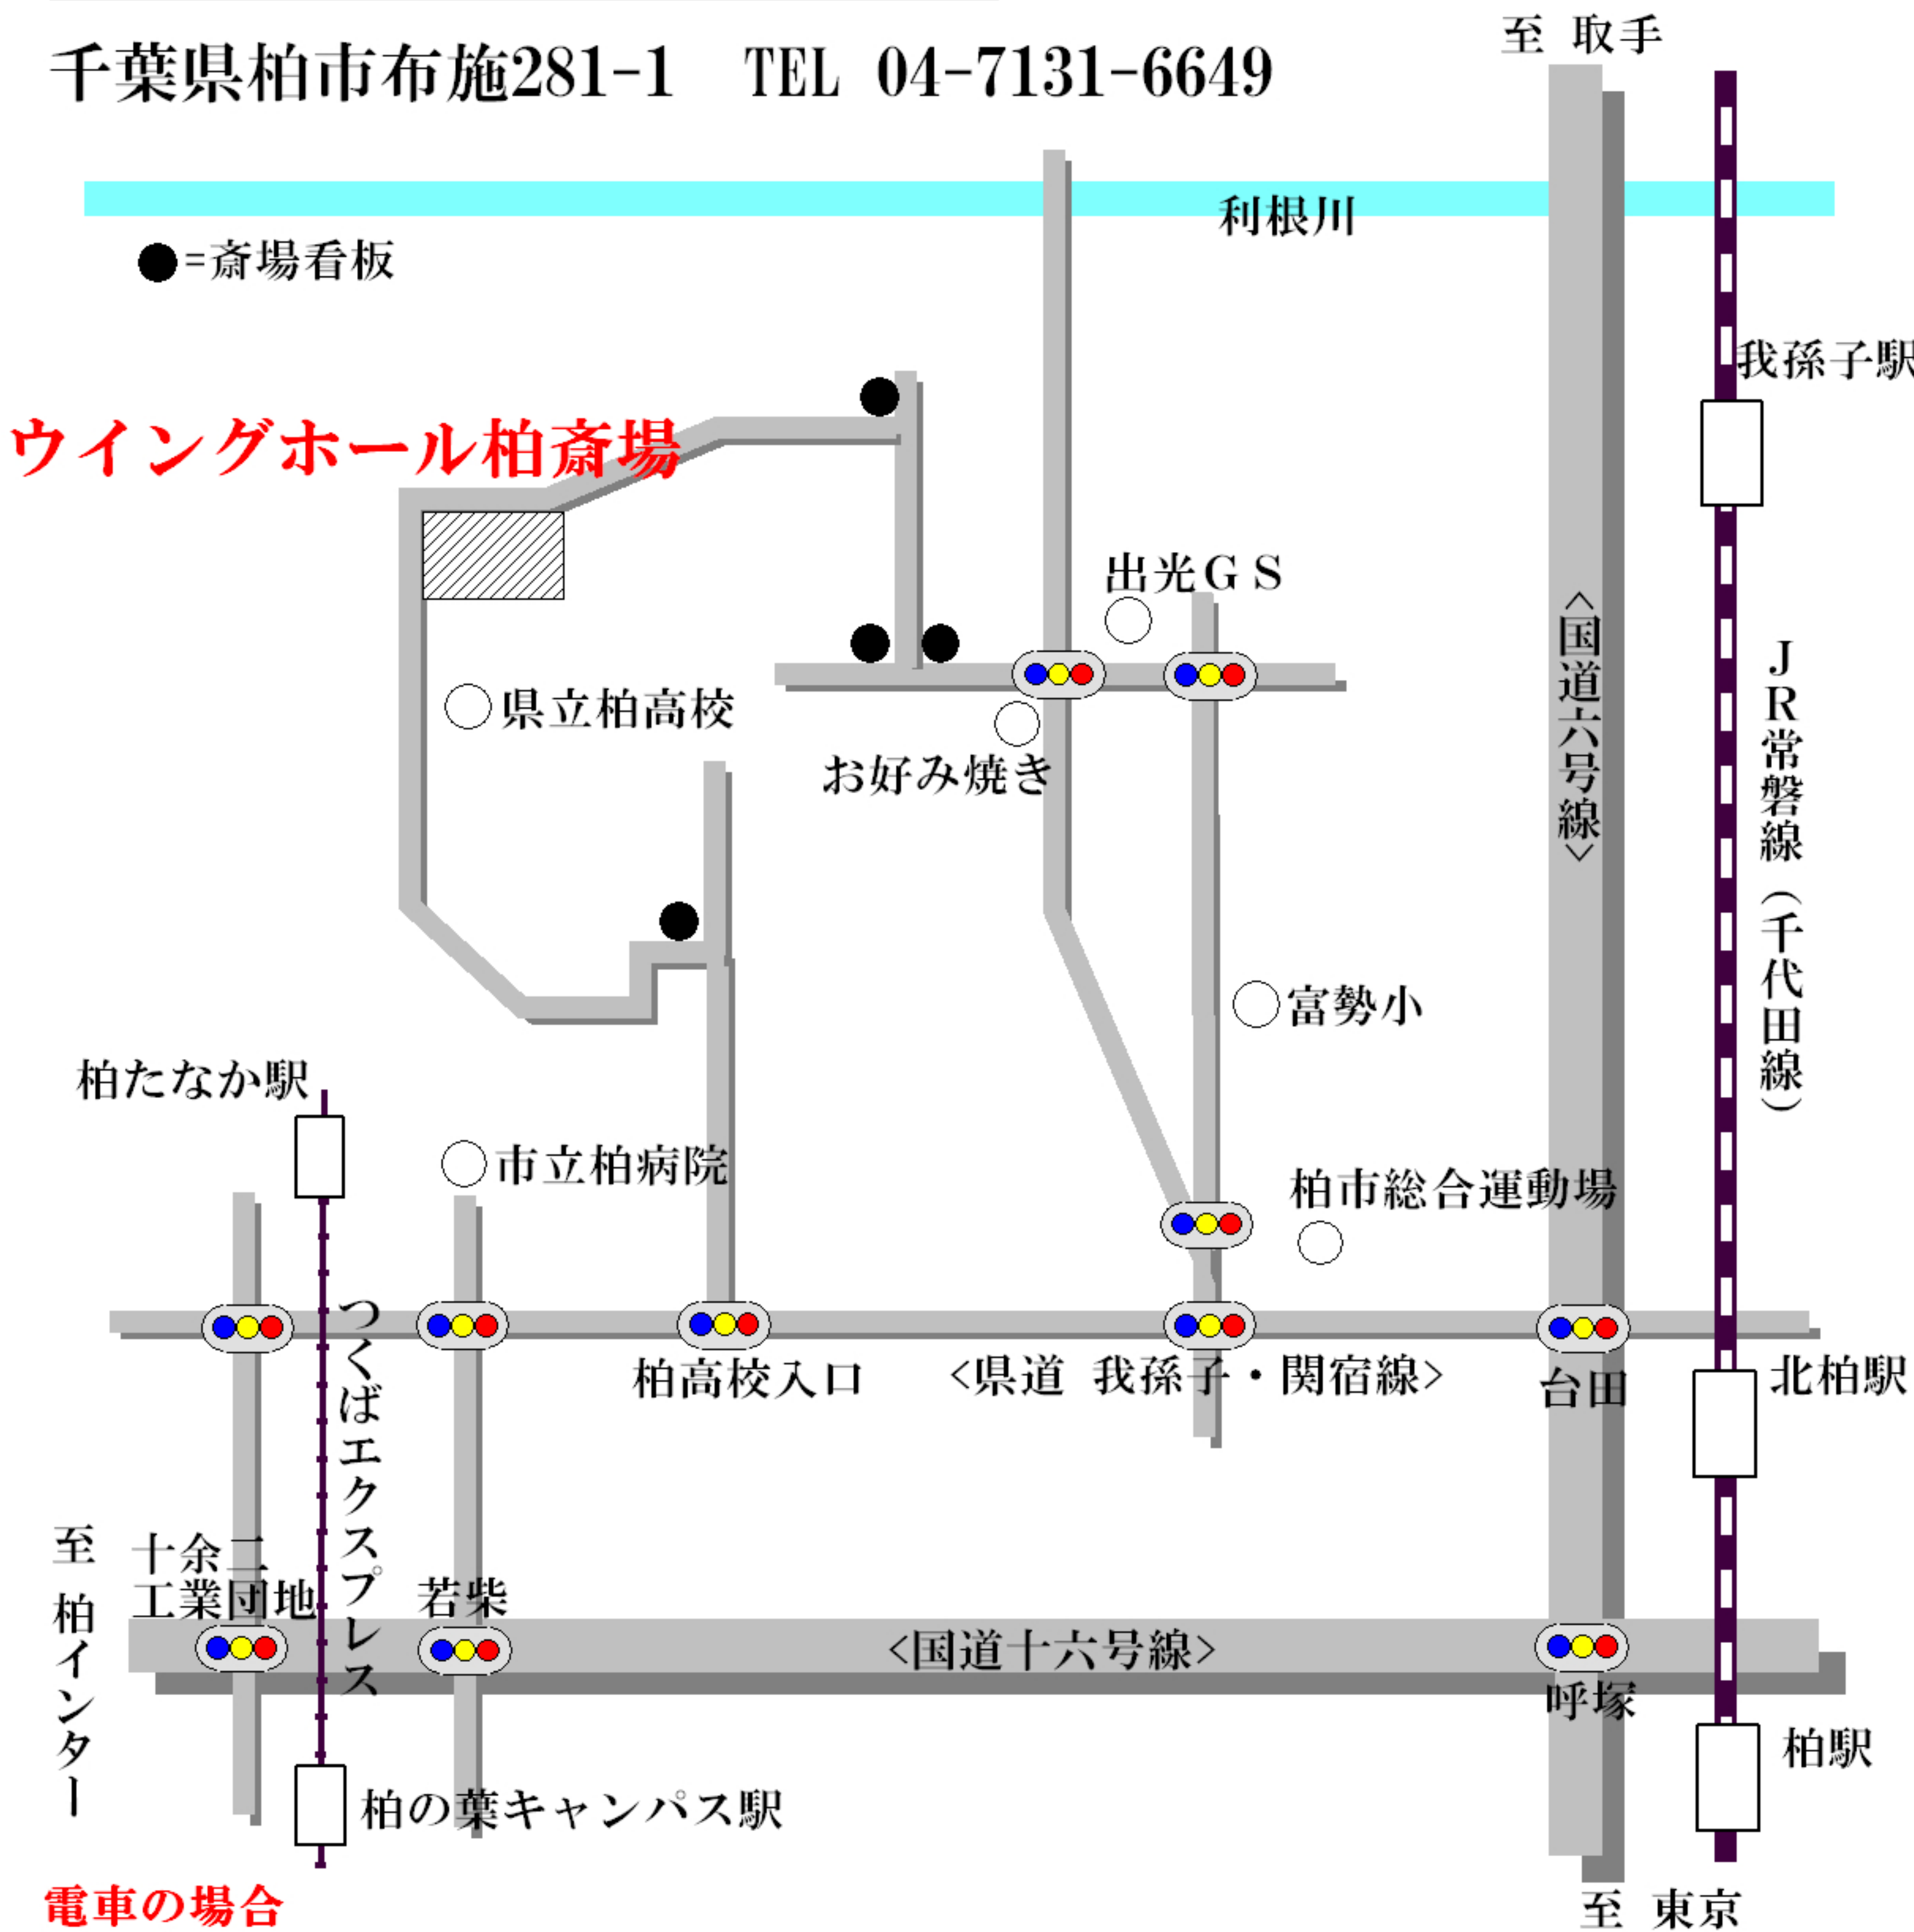 至 取手
千葉県柏市布施281-1 TEL 04-7131-6649
利根川
●=斎場看板
我孫子駅
ウイングホール柏斎場
出光ＧＳ
〈国道六号線〉
ＪＲ常磐線（千代田線）
県立柏高校
お好み焼き
富勢小
柏たなか駅
市立柏病院
柏市総合運動場
つくばエクスプレス
柏高校入口
<県道 我孫子・関宿線>
台田
北柏駅
至 柏インター
十余二
工業団地
若柴
<国道十六号線>
呼塚
柏駅
柏の葉キャンパス駅
電車の場合
至 東京